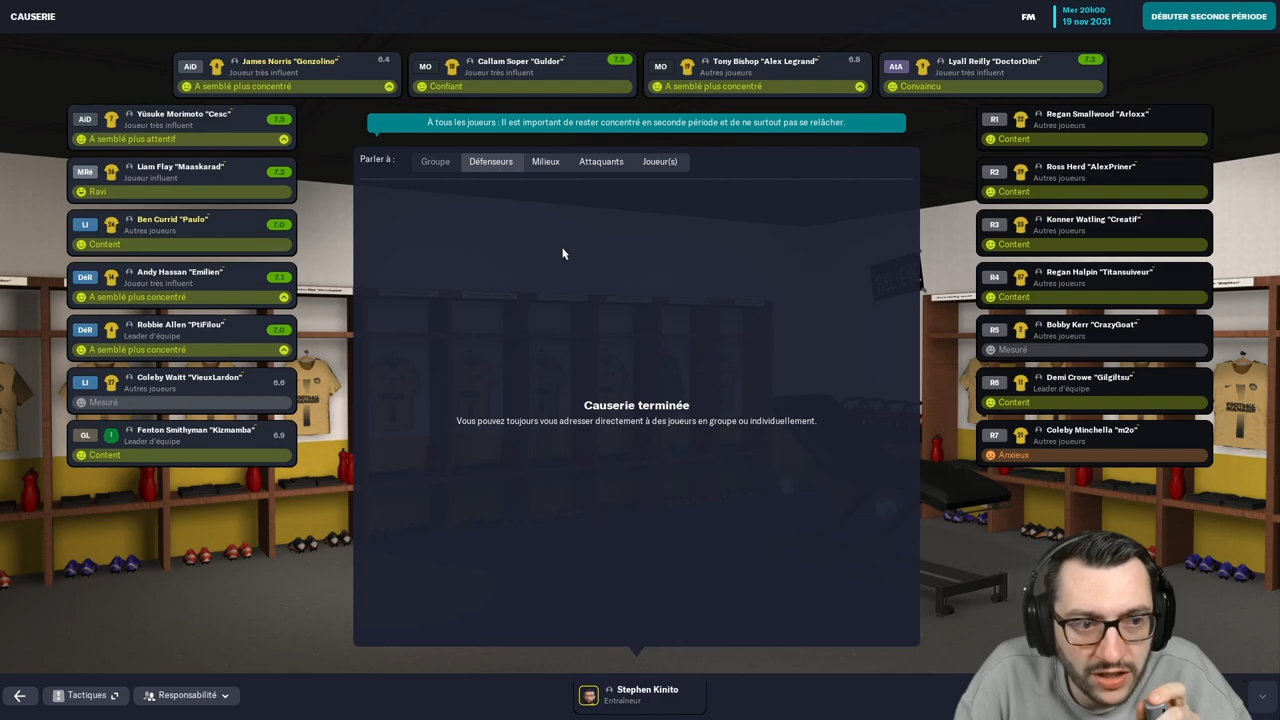 CAUSERIE
FM
Mer 20h00
19 nov 2031
DÉBUTER SECONDE PÉRIODE
AiD
James Norris "Gonzolino"
6.4
Joueur très influent
A semblé plus concentré
MO
Callam Soper "Guldor"
7.5
Joueur très influent
Confiant
MO
Tony Bishop "Alex Legrand"
6.8
Autres joueurs
A semblé plus concentré
AtA
Lyall Reilly "DoctorDim"
7.3
Joueur très influent
Convaincu
À tous les joueurs : Il est important de rester concentré en seconde période et de ne surtout pas se relâcher.
Parler à :
Groupe
Défenseurs
Milieux
Attaquants
Joueur(s)
AiD
Yūsuke Morimoto "Cesc"
7.5
Joueur très influent
A semblé plus attentif
MRé
Liam Flay "Maaskarad"
7.2
Joueur influent
Ravi
LI
Ben Currid "Paulo"
7.0
Autres joueurs
Content
DéR
Andy Hassan "Emilien"
7.1
Joueur très influent
A semblé plus concentré
DéR
Robbie Allen "PtiFilou"
7.0
Leader d'équipe
A semblé plus concentré
LI
Coleby Waitt "VieuxLardon"
6.6
Autres joueurs
Mesuré
GL
Fenton Smithyman "Kizmamba"
6.9
Leader d'équipe
Content
Causerie terminée
Vous pouvez toujours vous adresser directement à des joueurs en groupe ou individuellement.
R1
Regan Smallwood "Arloxx"
Autres joueurs
Content
R2
Ross Herd "AlexPriner"
Autres joueurs
Content
R3
Konner Watling "Creatif"
Autres joueurs
Content
R4
Regan Halpin "Titansuiveur"
Autres joueurs
Content
R5
Bobby Kerr "CrazyGoat"
Autres joueurs
Mesuré
R6
Demi Crowe "Gilgiltsu"
Leader d'équipe
Content
R7
Coleby Minchella "m2o"
Autres joueurs
Anxieux
Tactiques
Responsabilité
Stephen Kinito
Entraîneur